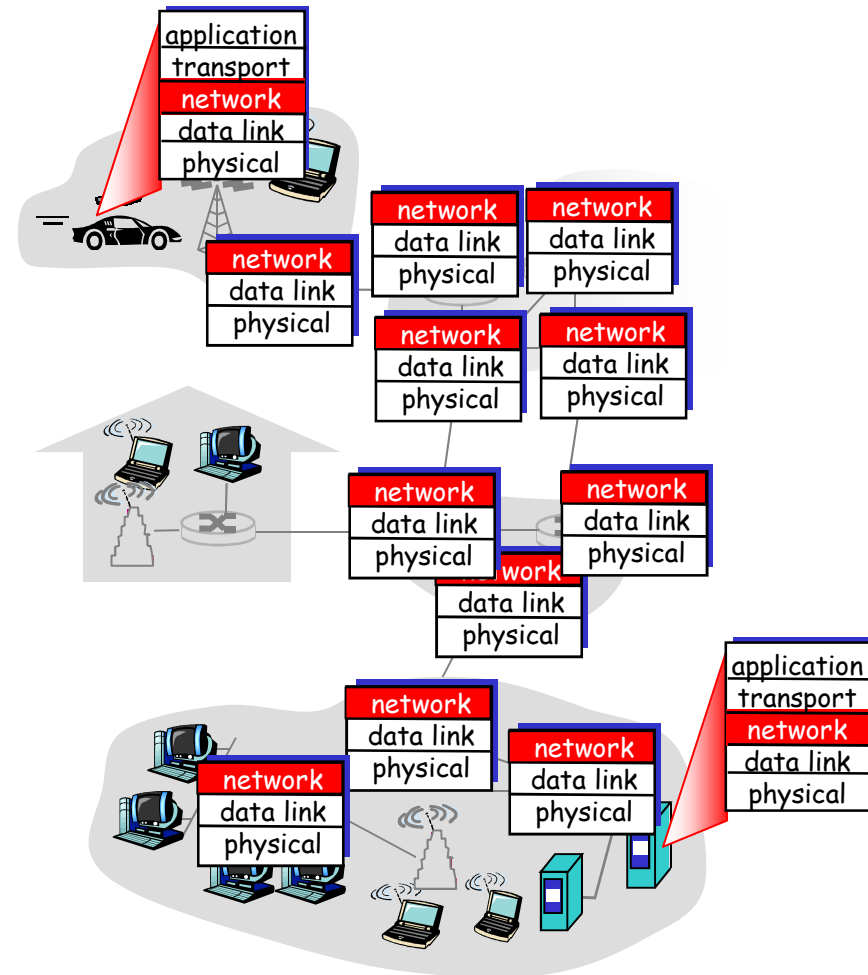 application
transport
network
data link
physical
network
data link
physical
network
data link
physical
network
data link
physical
network
data link
physical
network
data link
physical
network
data link
physical
network
data link
physical
work
data link
physical
application
transport
network
data link
physical
network
data link
physical
network
data link
physical
network
data link
physical